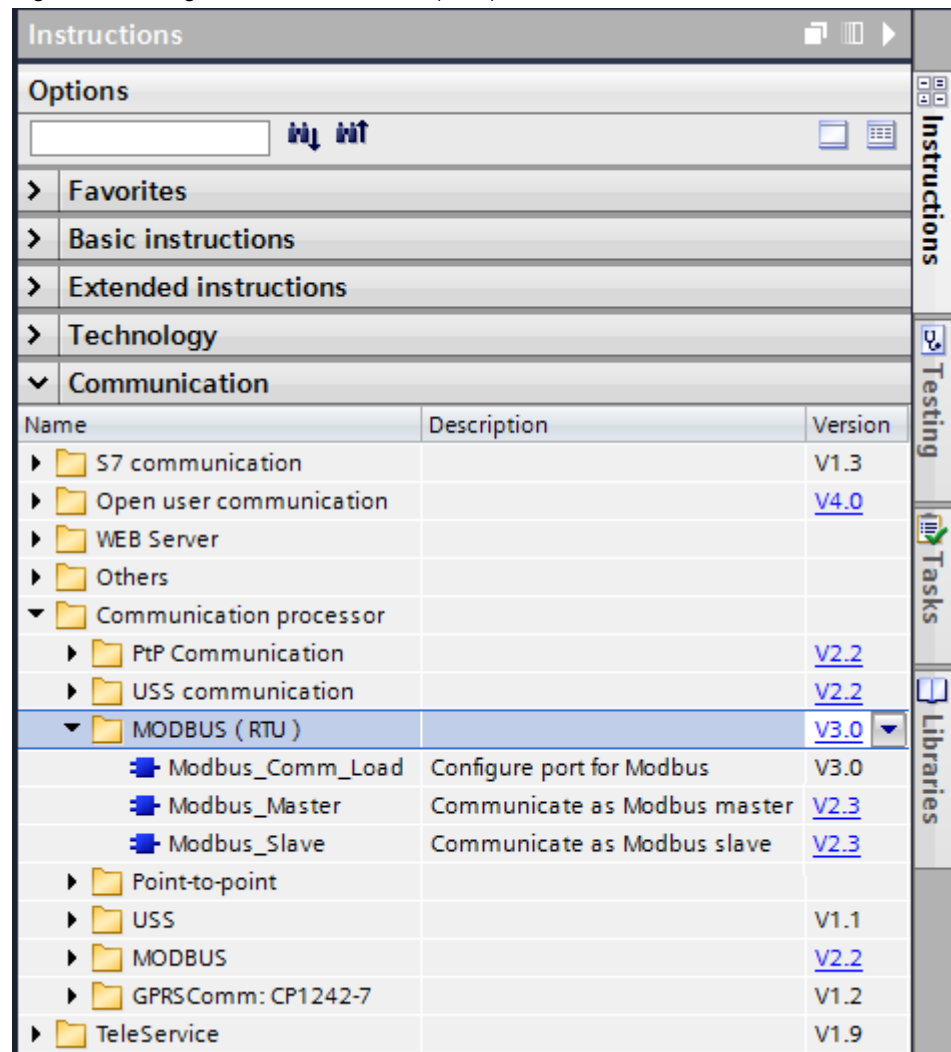 Instructions
Options
Favorites
Basic instructions
Extended instructions
Technology
Communication
Name Description Version
S7 communication V1.3
Open user communication V4.0
WEB Server
Others
Communication processor
PtP Communication V2.2
USS communication V2.2
MODBUS ( RTU ) V3.0
Modbus_Comm_Load Configure port for Modbus V3.0
Modbus_Master Communicate as Modbus master V2.3
Modbus_Slave Communicate as Modbus slave V2.3
Point-to-point
USS V1.1
MODBUS V2.2
GPRSComm: CP1242-7 V1.2
TeleService V1.9
Instructions
Testing
Tasks
Libraries